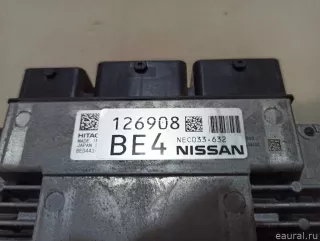 HITACHI
126908
MADE IN
JAPAN
BE4
NEC033-632
NISSAN
eaural.ru